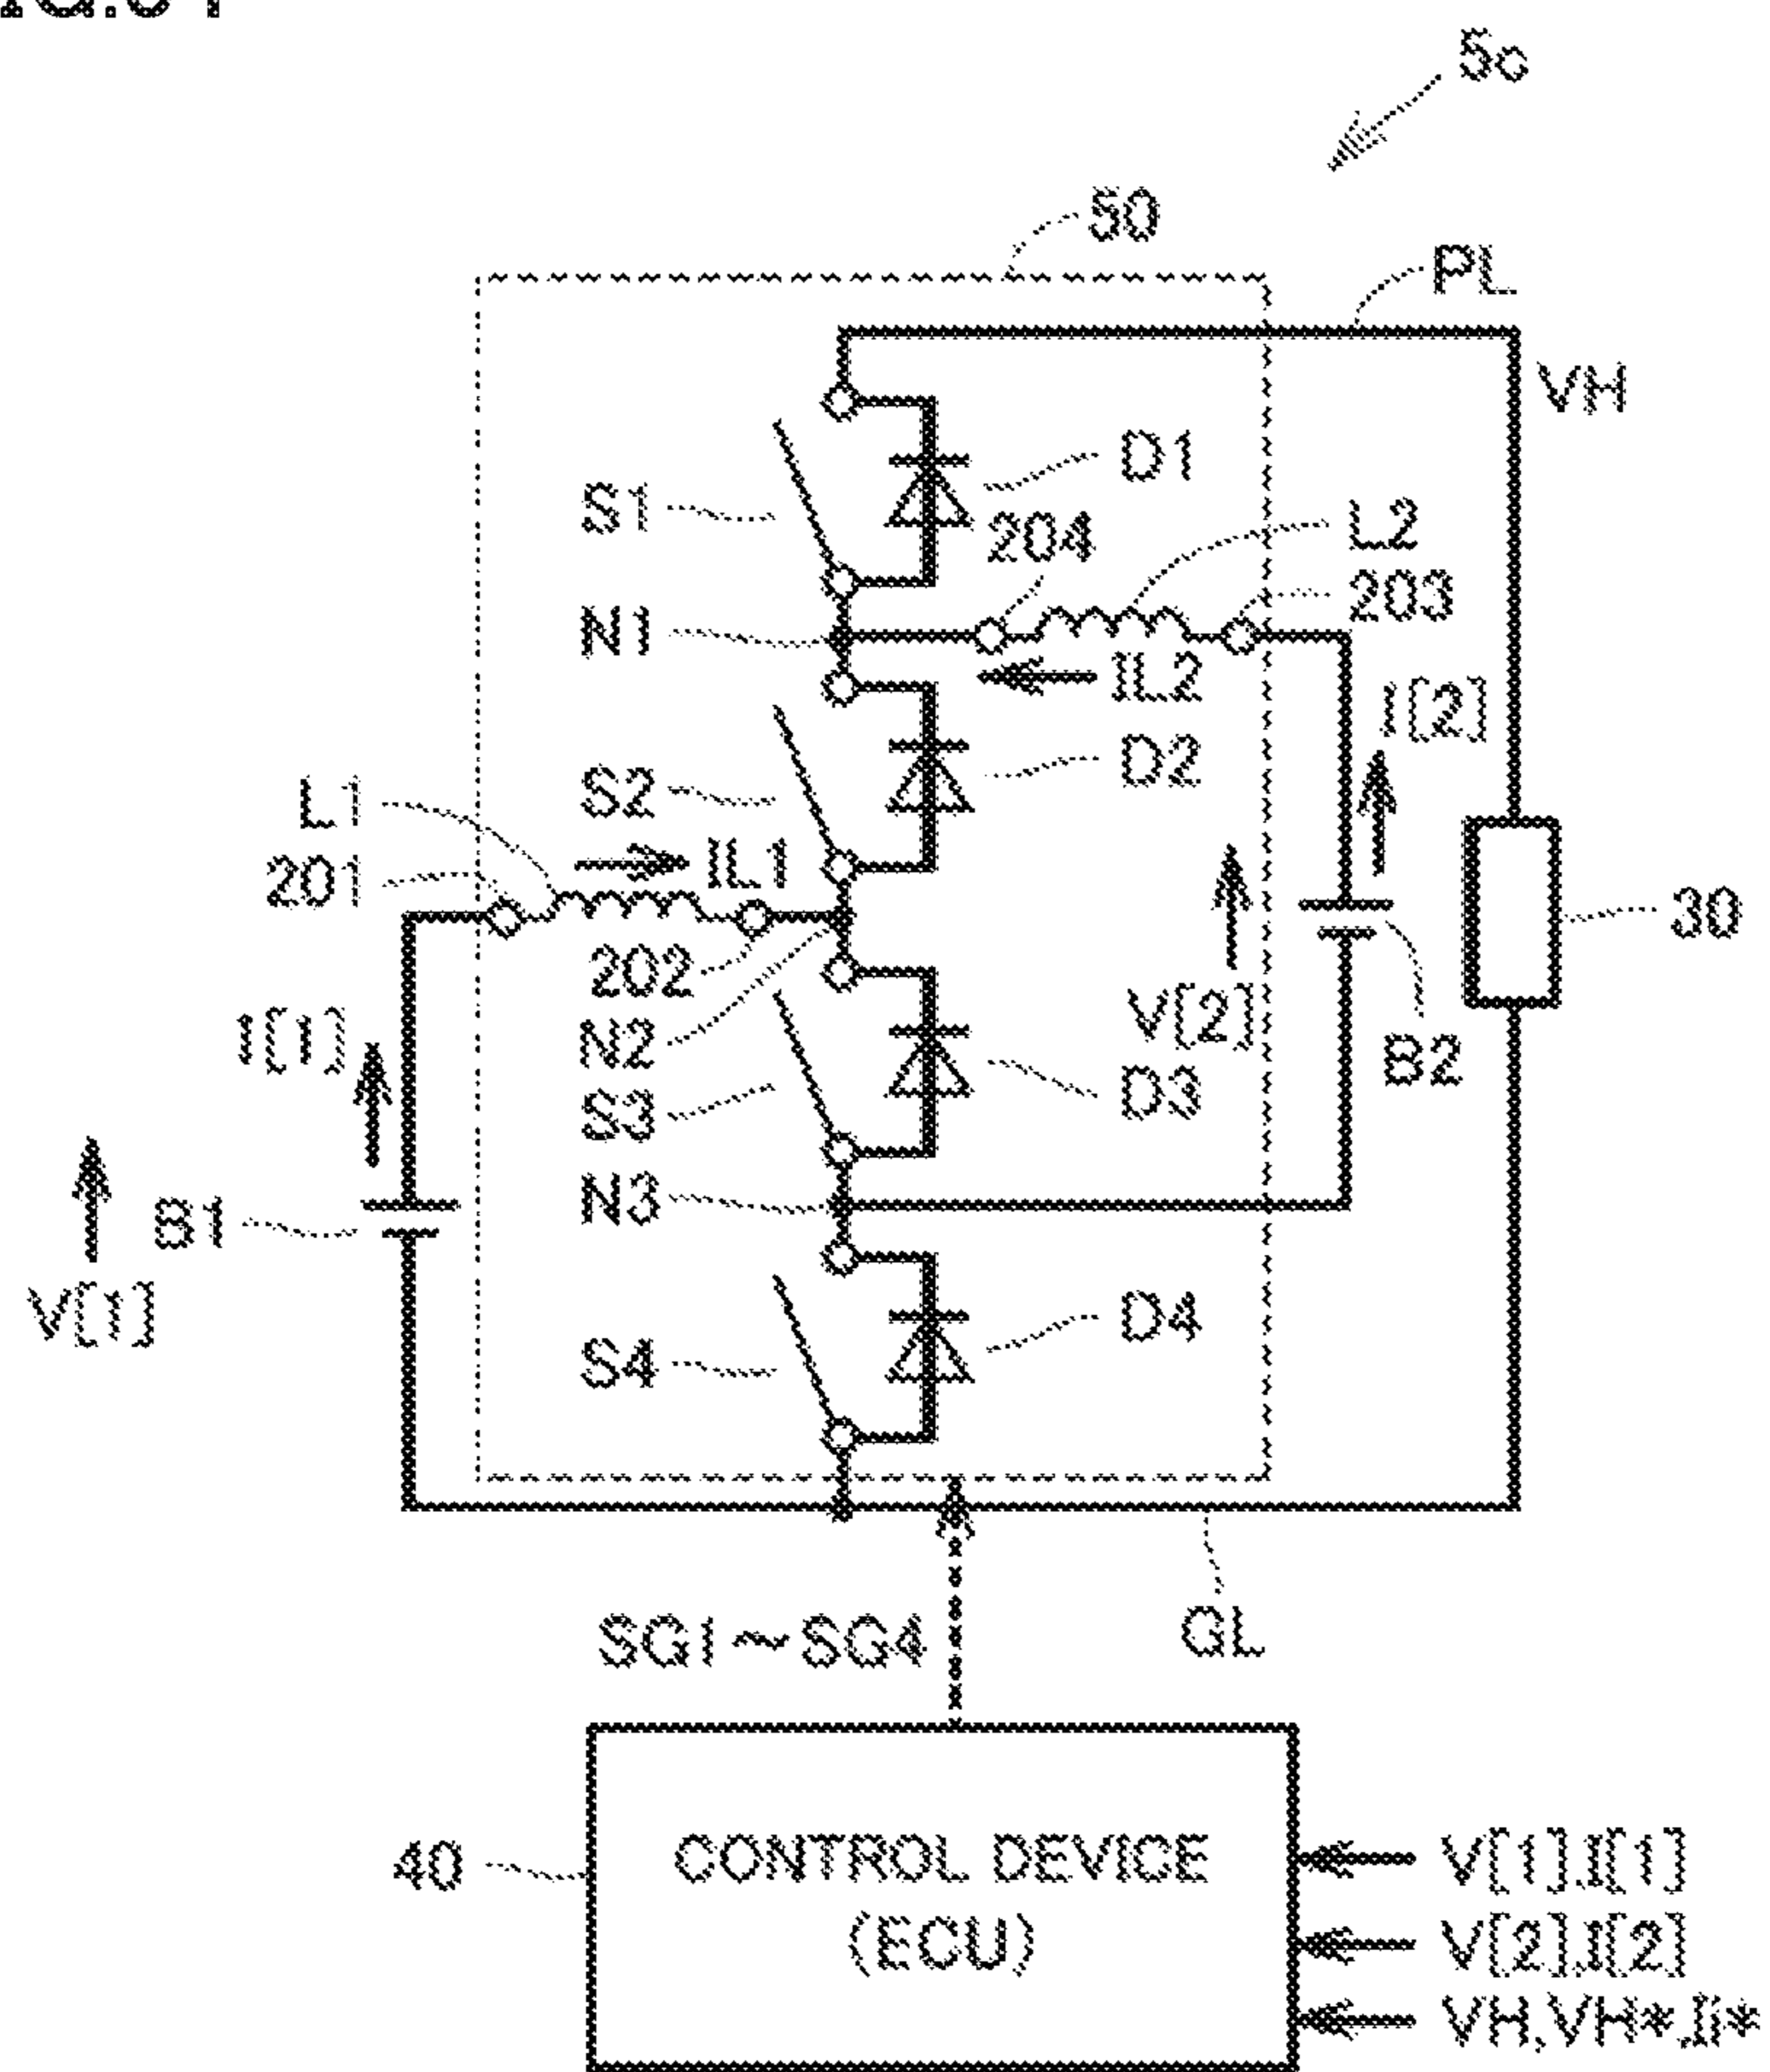 5c
50
PL
VH
D1
S1
204
L2
203
N1
IL2
I[2]
D2
S2
L1
IL1
201
30
202
I[1]
N2
V[2]
B2
D3
S3
N3
B1
V[1]
D4
S4
SG1~SG4
GL
40
CONTROL DEVICE
(ECU)
V[1],I[1]
V[2],I[2]
VH,VH*,Ii*